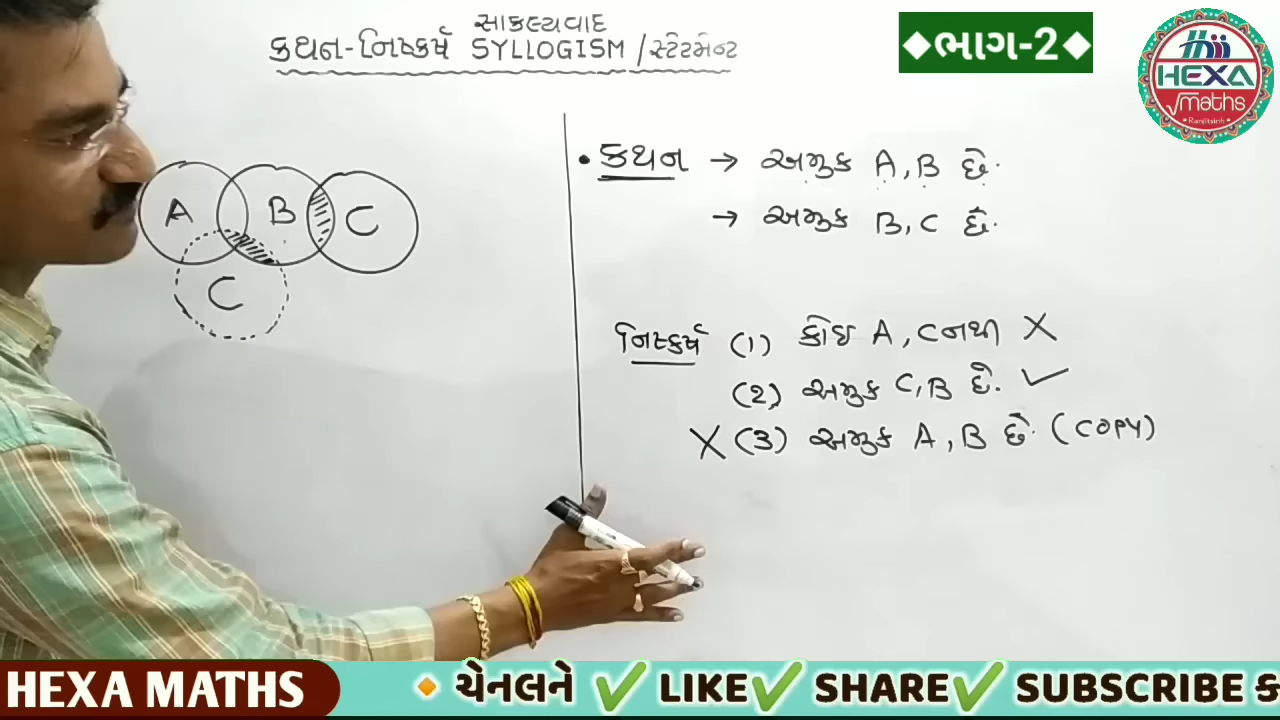 સાકલ્યવાદ
કથન-નિષ્કર્ષ SYLLOGISM / સ્ટેટમેન્ટ
◆ભાગ-2◆
HEXA
√maths
Ranjitsinh
A B C
C
• કથન → અમુક A, B છે.
→ અમુક B, C છે.
નિષ્કર્ષ (1) કોઇ A, C નથી X
(2) અમુક C, B છે. ✓
X (3) અમુક A, B છે. (COPY)
HEXA MATHS
🔸 ચેનલને ✅ LIKE ✅ SHARE ✅ SUBSCRIBE ક